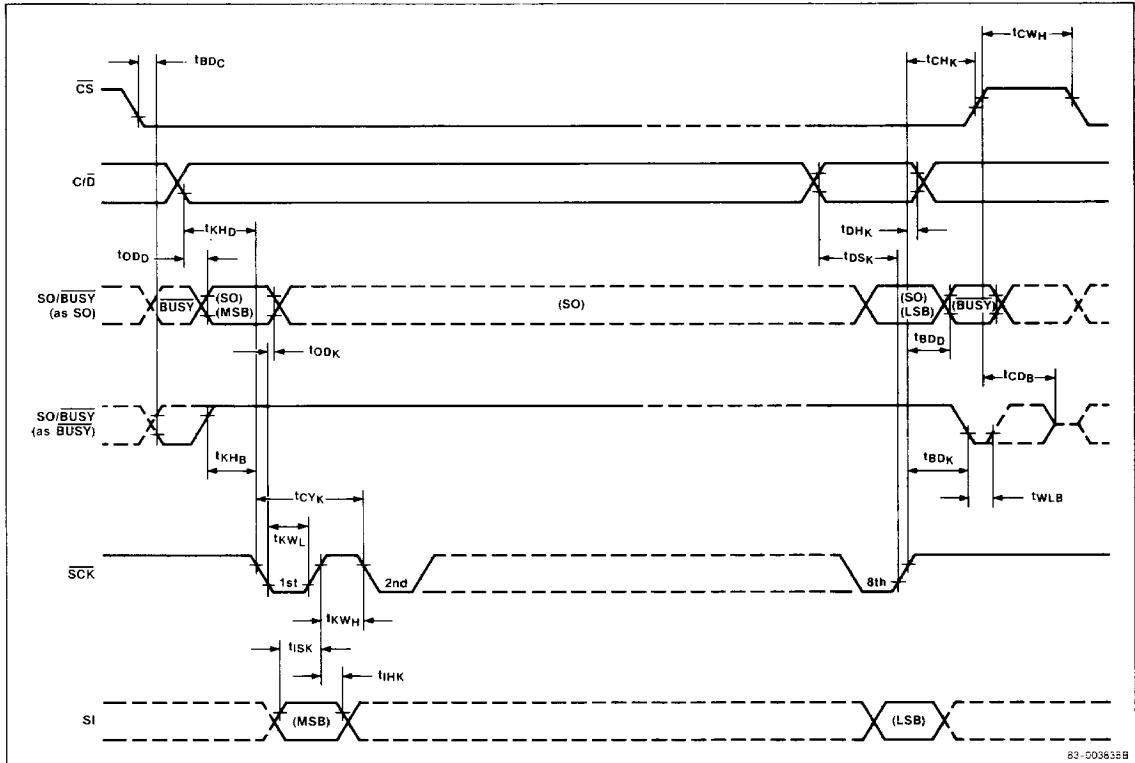 tCWH
tCHK
tBDC
CS
C/D
tKHD
tDHK
tODD
tDSK
SO/BUSY
(as SO)
BUSY
(SO)
(MSB)
(SO)
(SO)
(LSB)
(BUSY)
tODK
tBDD
tCDB
SO/BUSY
(as BUSY)
tKHB
tBDK
tCYK
tWLB
tKWL
SCK
1st
2nd
8th
tKWH
tISK
tIHK
SI
(MSB)
(LSB)
83-003835B